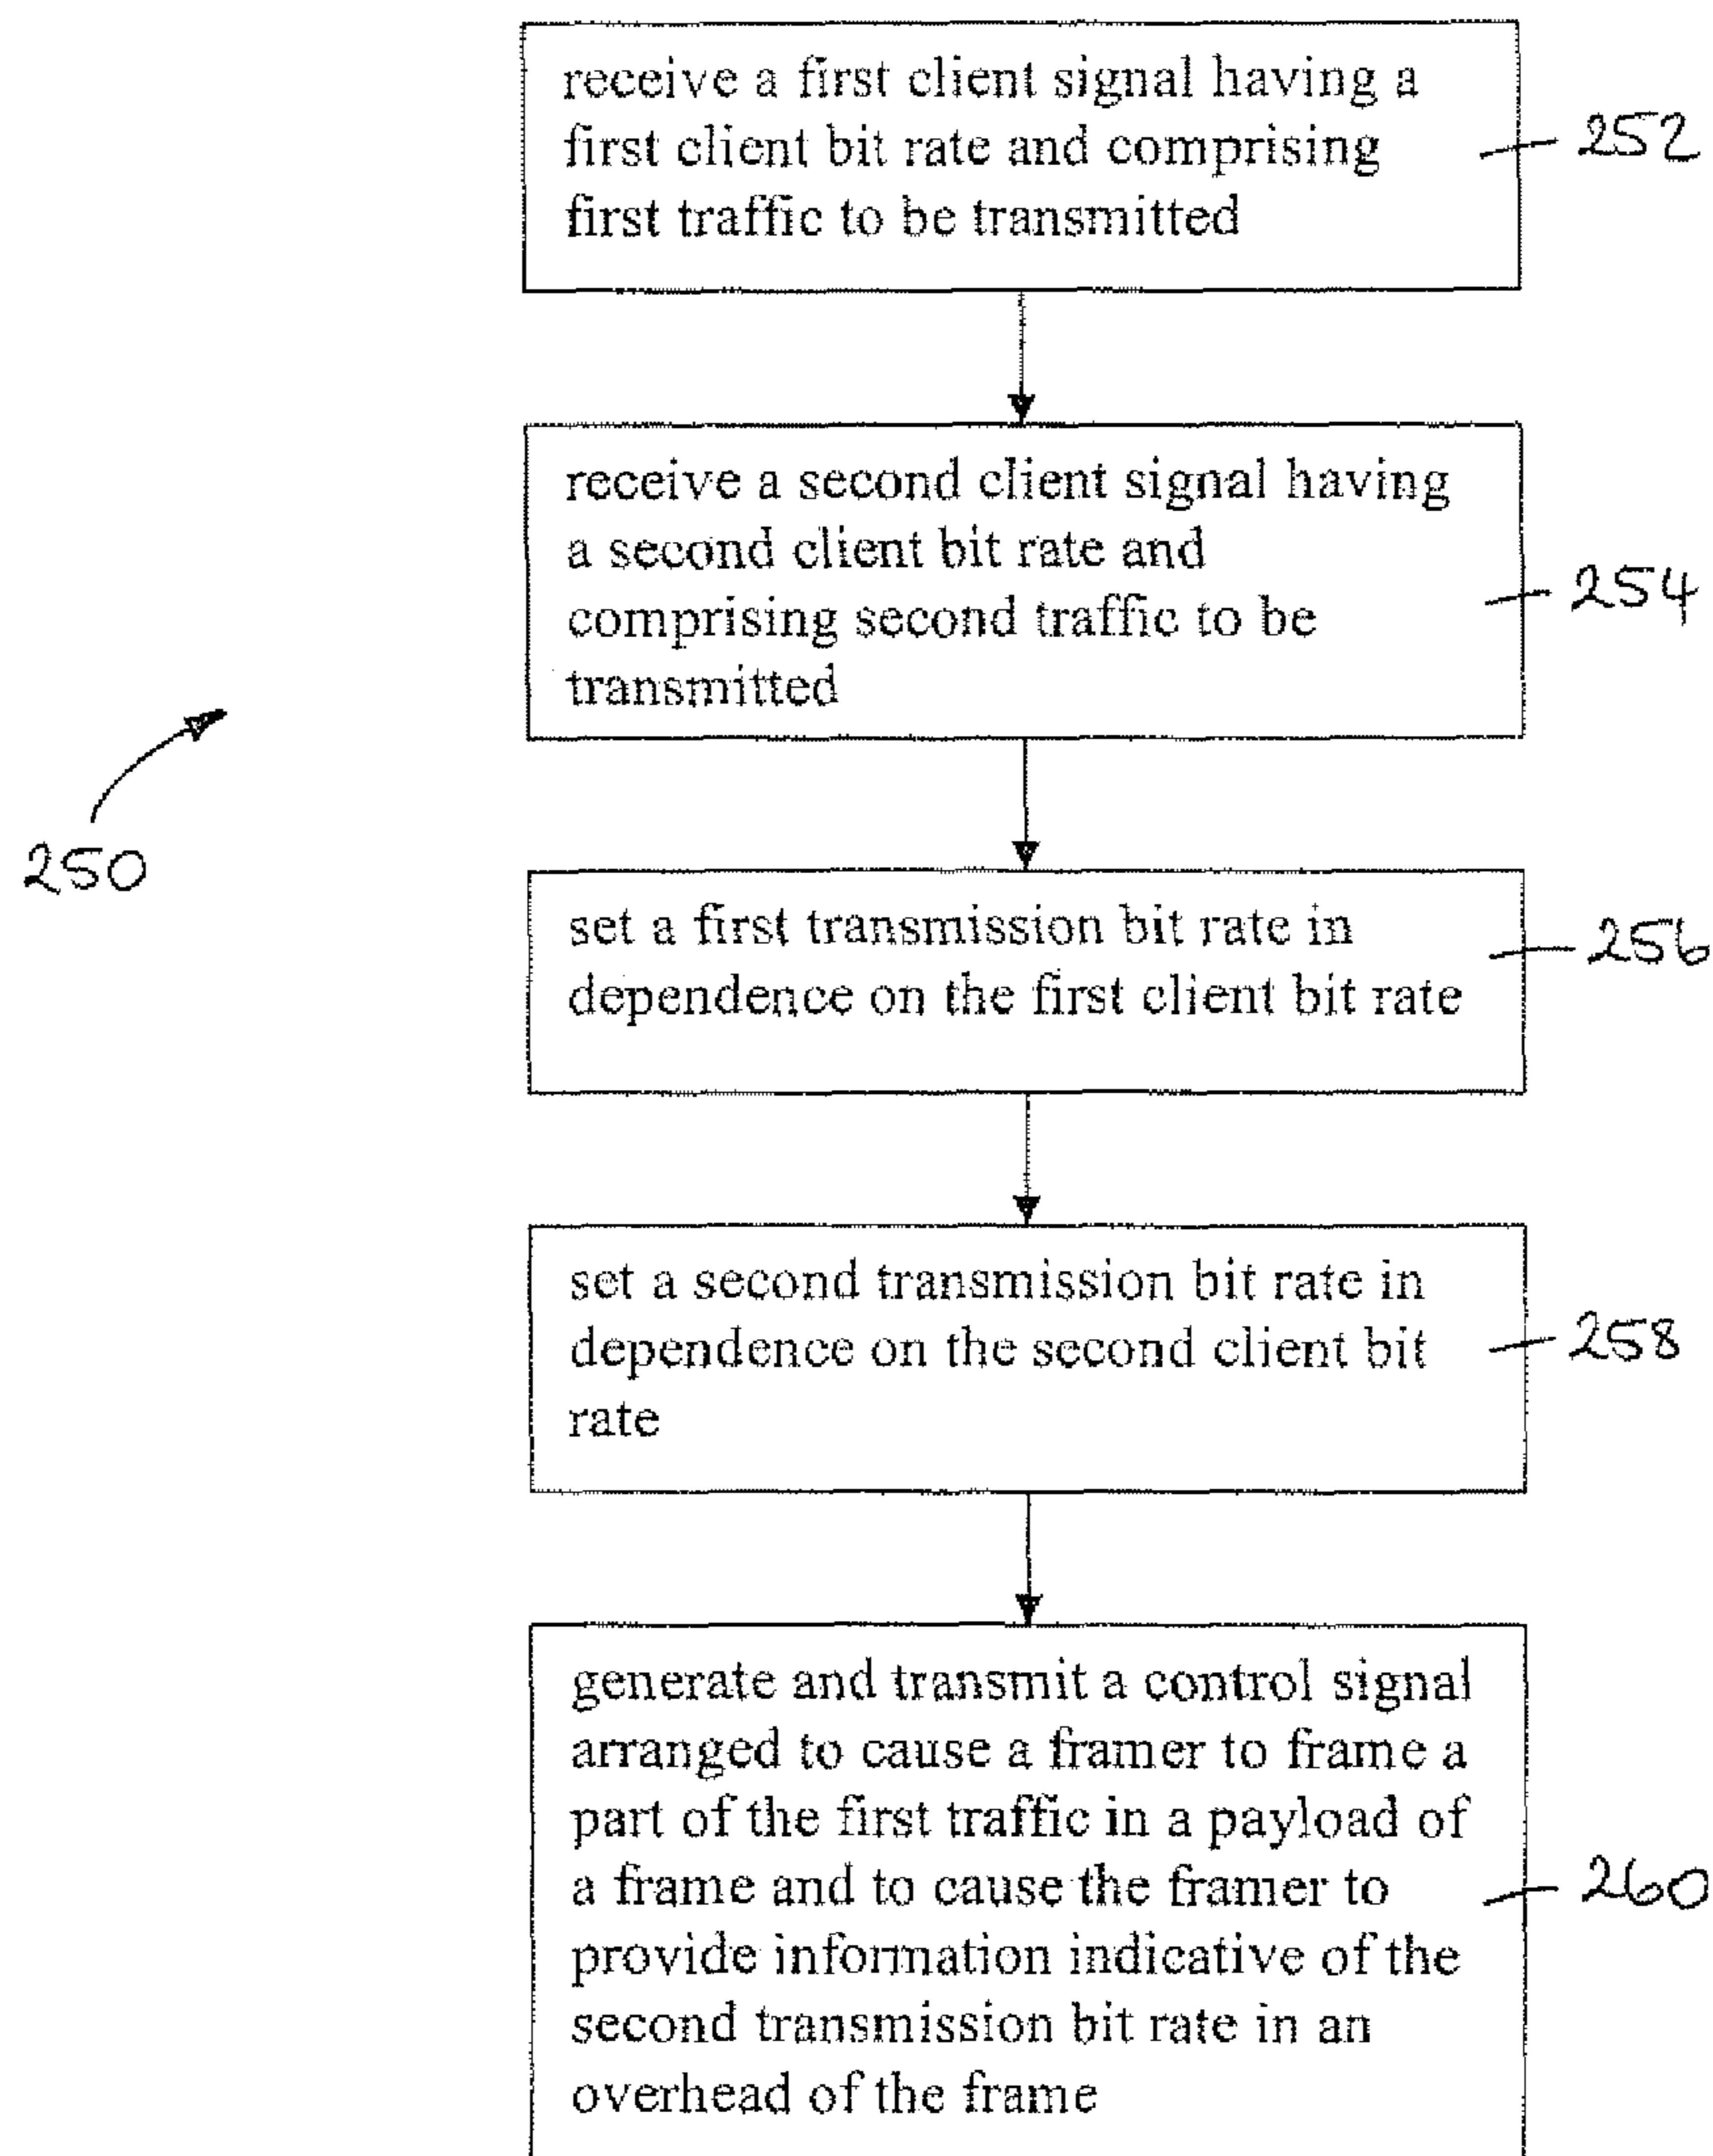 receive a first client signal having a
first client bit rate and comprising
first traffic to be transmitted
252
receive a second client signal having
a second client bit rate and
comprising second traffic to be
transmitted
254
250
set a first transmission bit rate in
dependence on the first client bit rate
256
set a second transmission bit rate in
dependence on the second client bit
rate
258
generate and transmit a control signal
arranged to cause a framer to frame a
part of the first traffic in a payload of
a frame and to cause the framer to
provide information indicative of the
second transmission bit rate in an
overhead of the frame
260